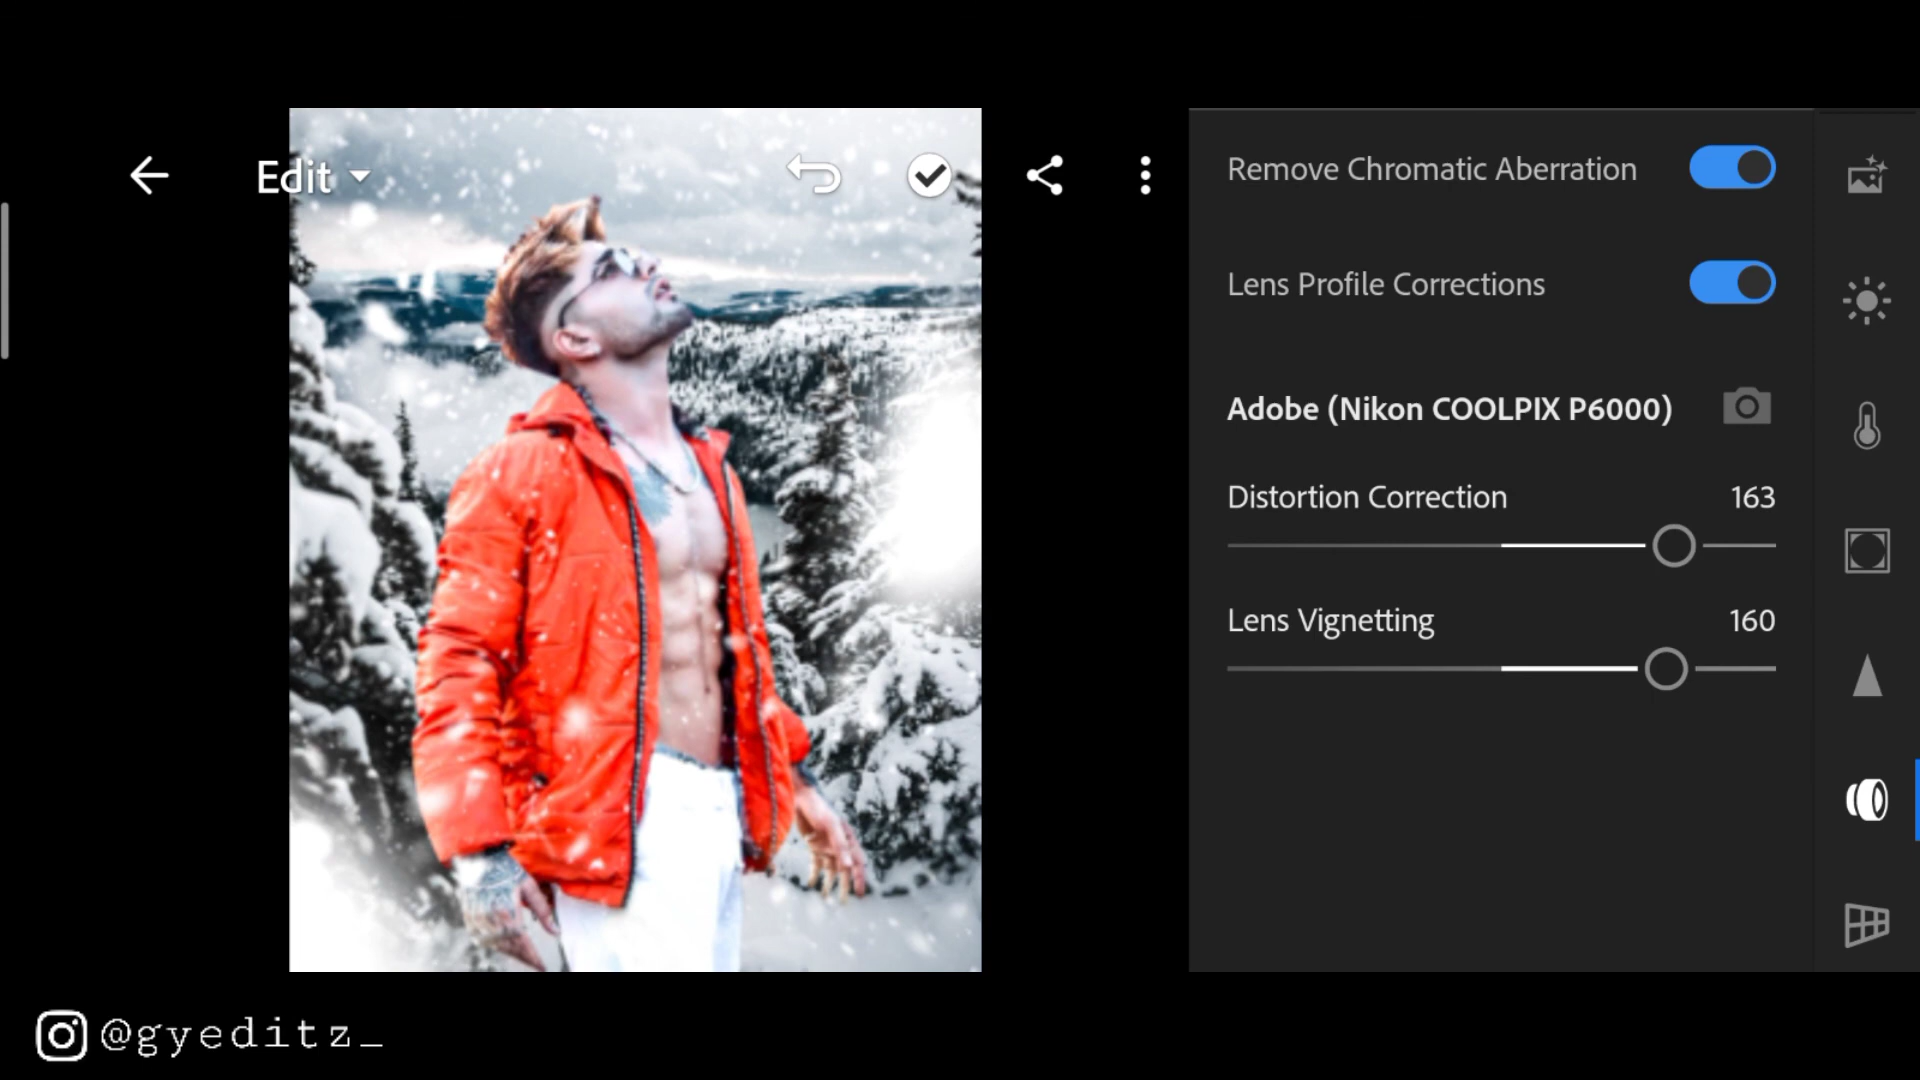 Edit
Remove Chromatic Aberration
Lens Profile Corrections
Adobe (Nikon COOLPIX P6000)
Distortion Correction 163
Lens Vignetting 160
@gyeditz_